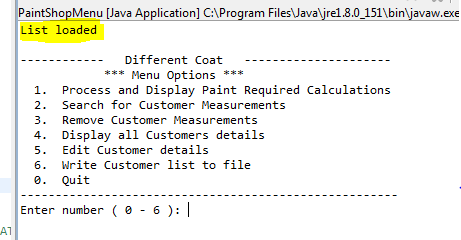 PaintShopMenu [Java Application] C:\Program Files\Java\jre1.8.0_151\bin\javaw.exe
List loaded
------------   Different Coat   ---------------------
*** Menu Options ***
1.  Process and Display Paint Required Calculations
2.  Search for Customer Measurements
3.  Remove Customer Measurements
4.  Display all Customers details
5.  Edit Customer details
6.  Write Customer list to file
0.  Quit
------------------------------------------------------
Enter number ( 0 - 6 ):
AT